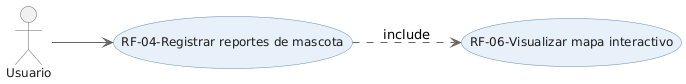 Usuario
RF-04-Registrar reportes de mascota
include
RF-06-Visualizar mapa interactivo